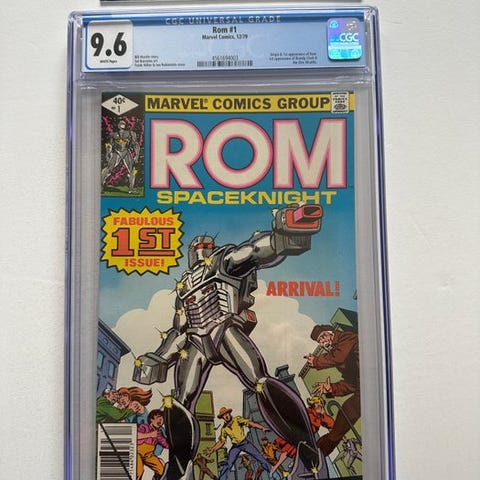 CGC UNIVERSAL GRADE
9.6
WHITE Pages
Rom #1
Marvel Comics, 12/79
Bill Mantlo story
Sal Buscema art
Frank Miller & Joe Rubinstein cover
4561694003
Origin & 1st appearance of Rom
1st appearance of Brandy Clark &
the Dire Wraiths
CGC
40¢
1
MARVEL COMICS GROUP
ROM
SPACEKNIGHT
FABULOUS
1ST
ISSUE!
ARRIVAL!